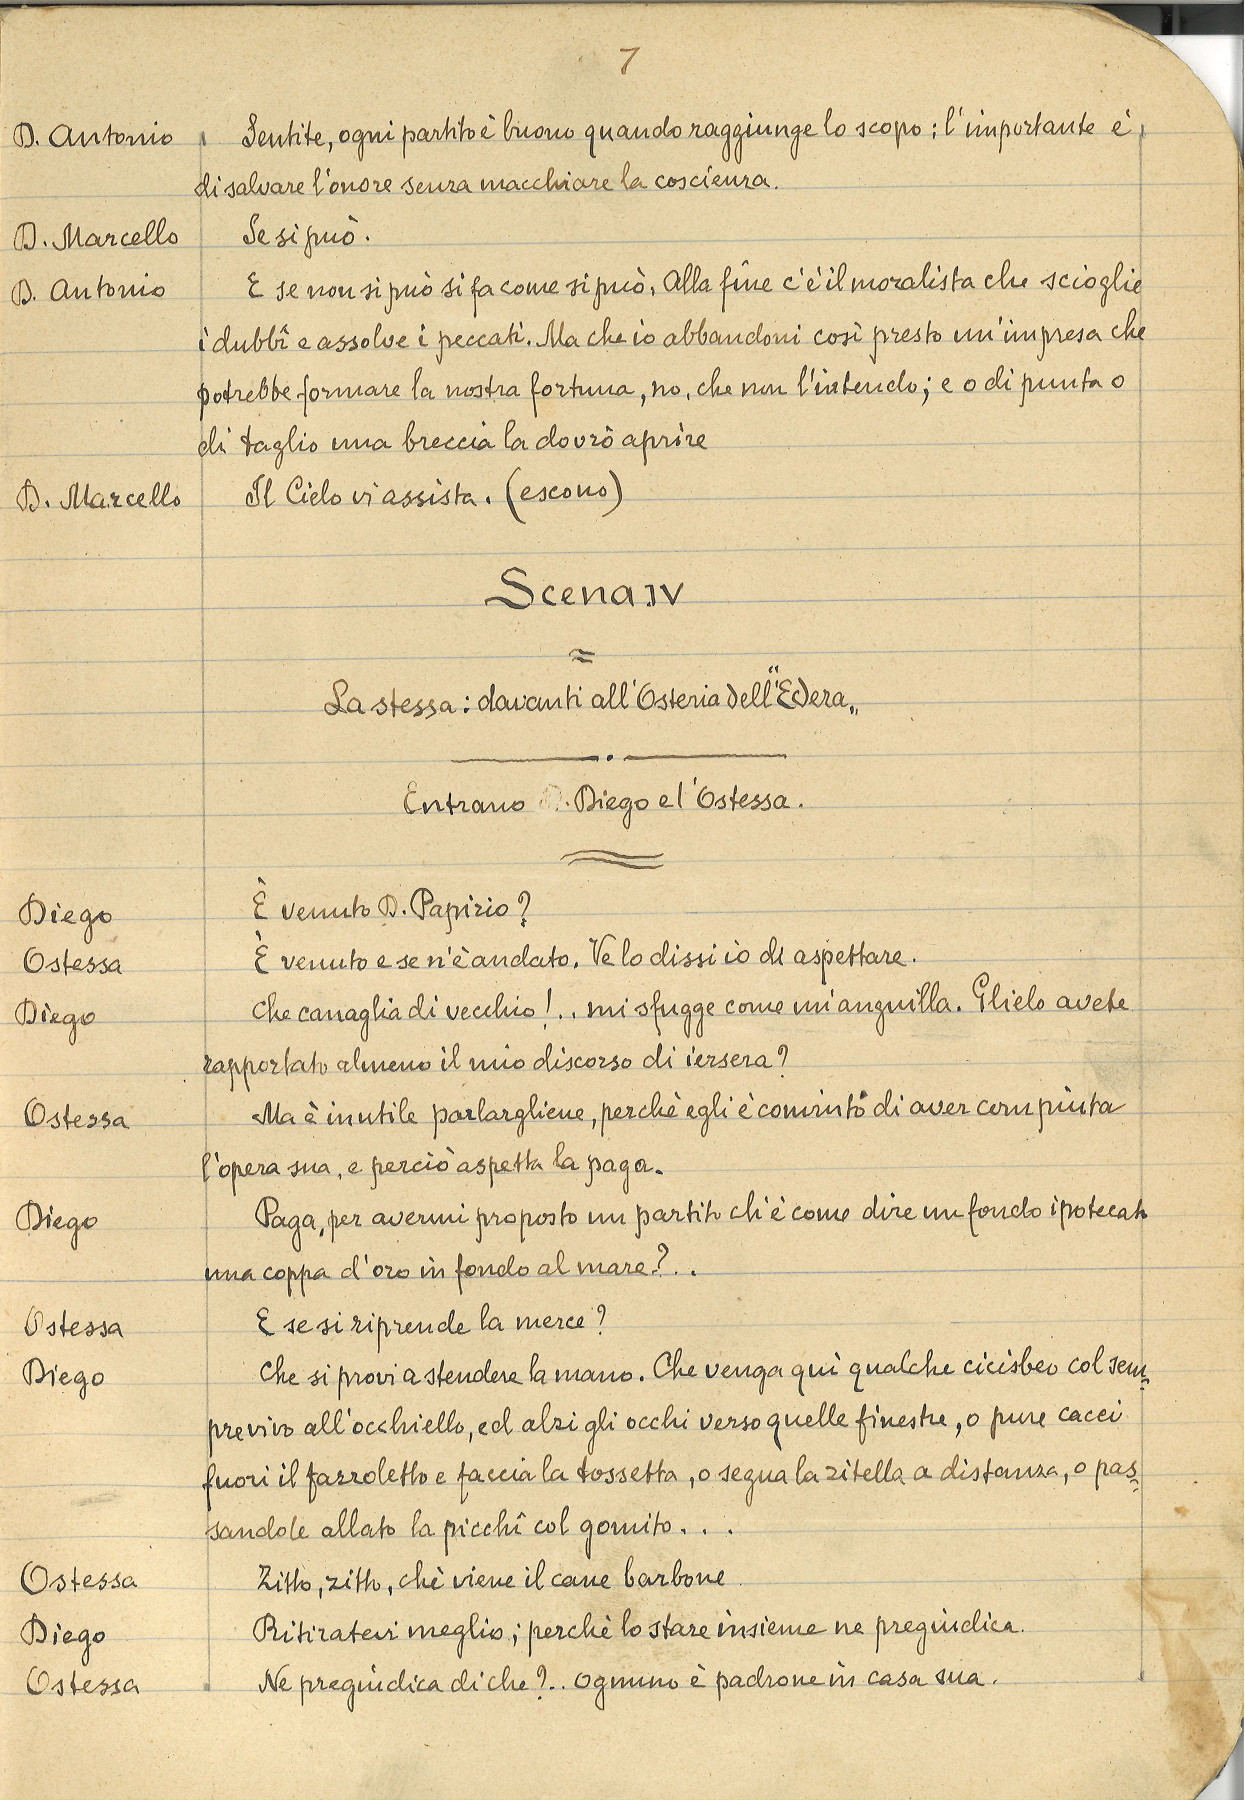 7
D. Antonio Sentite, ogni partito è buono quando raggiunge lo scopo; l'importante è,
di salvare l'onore senza macchiare la coscienza.
D. Marcello Se si può.
D. Antonio E se non si può si fa come si può. Alla fine c'è il moralista che scioglie
i dubbî e assolve i peccati. Ma che io abbandoni così presto un'impresa che
potrebbe formare la nostra fortuna, no, che non l'intendo; e o di punta o
di taglio una breccia la dovrò aprire
D. Marcello Il Cielo vi assista. (escono)
Scena IV
La stessa: davanti all'Osteria dell'"Edera„
Entrano D. Diego e l'Ostessa.
Diego È venuto D. Papirio?
Ostessa È venuto e se n'è andato. Ve lo dissi io di aspettare.
Diego Che canaglia di vecchio!.. mi sfugge come un'anguilla. Glielo avete
rapportato almeno il mio discorso di iersera?
Ostessa Ma è inutile parlargliene, perchè egli è convinto di aver compiuta
l'opera sua, e perciò aspetta la paga.
Diego Paga, per avermi proposto un partito ch'è come dire un fondo ipotecato
una coppa d'oro in fondo al mare?..
Ostessa E se si riprende la merce?
Diego Che si provi a stendere la mano. Che venga quì qualche cicisbeo col sem=
previvo all'occhiello, ed alzi gli occhi verso quelle finestre, o pure cacci
fuori il fazzoletto e faccia la tossetta, o segua la zitella a distanza, o pas=
sandole allato la picchî col gomito...
Ostessa Zitto, zitto, chè viene il cane barbone
Diego Ritiratevi meglio; perchè lo stare insieme ne pregiudica.
Ostessa Ne pregiudica di che?.. ognuno è padrone in casa sua.